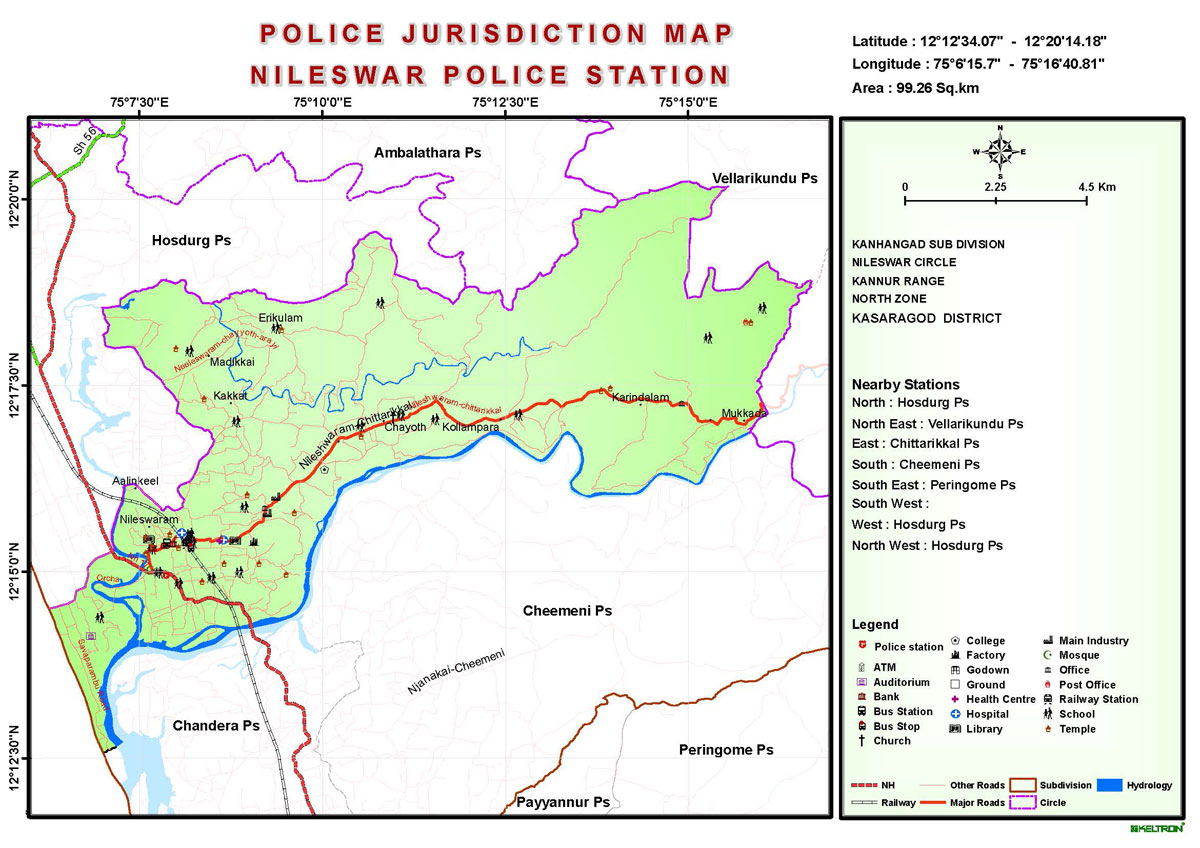 POLICE JURISDICTION MAP
NILESWAR POLICE STATION
Latitude : 12°12'34.07" - 12°20'14.18"
Longitude : 75°6'15.7" - 75°16'40.81"
Area : 99.26 Sq.km
75°7'30"E
75°10'0"E
75°12'30"E
75°15'0"E
12°20'0"N
12°17'30"N
12°15'0"N
12°12'30"N
Sh 56
Ambalathara Ps
Vellarikundu Ps
Hosdurg Ps
Erikulam
Neeleswaram-chayyoth-ara
Madikkai
Kakkat
Nileshwaram-Chittarikkal
Nileshwaram-chittarikkai
Chayoth
Kollampara
Karindalam
Mukkada
Aalinkeel
Nileswaram
Orcha
Cheemeni Ps
Njanakai-Cheemeni
Chandera Ps
Peringome Ps
Payyannur Ps
N
W
E
S
0
2.25
4.5 Km
KANHANGAD SUB DIVISION
NILESWAR CIRCLE
KANNUR RANGE
NORTH ZONE
KASARAGOD DISTRICT
Nearby Stations
North : Hosdurg Ps
North East : Vellarikundu Ps
East : Chittarikkal Ps
South : Cheemeni Ps
South East : Peringome Ps
South West :
West : Hosdurg Ps
North West : Hosdurg Ps
Legend
Police station
ATM
Auditorium
Bank
Bus Station
Bus Stop
Church
College
Factory
Godown
Ground
Health Centre
Hospital
Library
Main Industry
Mosque
Office
Post Office
Railway Station
School
Temple
NH
Other Roads
Subdivision
Hydrology
Railway
Major Roads
Circle
KELTRON